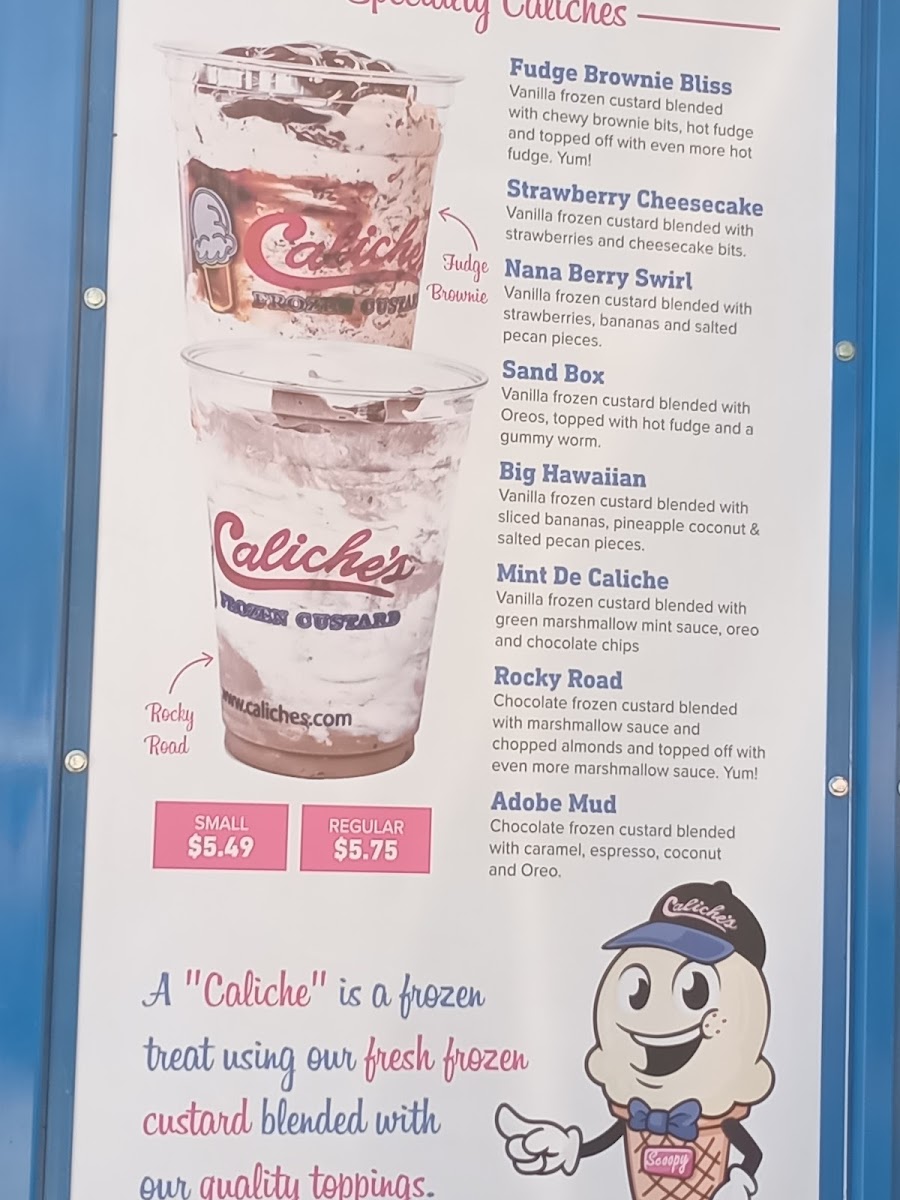 Specialty Caliches
Fudge Brownie Bliss
Vanilla frozen custard blended
with chewy brownie bits, hot fudge
and topped off with even more hot
fudge. Yum!
Strawberry Cheesecake
Vanilla frozen custard blended with
strawberries and cheesecake bits.
Nana Berry Swirl
Vanilla frozen custard blended with
strawberries, bananas and salted
pecan pieces.
Sand Box
Vanilla frozen custard blended with
Oreos, topped with hot fudge and a
gummy worm.
Big Hawaiian
Vanilla frozen custard blended with
sliced bananas, pineapple coconut &
salted pecan pieces.
Mint De Caliche
Vanilla frozen custard blended with
green marshmallow mint sauce, oreo
and chocolate chips
Rocky Road
Chocolate frozen custard blended
with marshmallow sauce and
chopped almonds and topped off with
even more marshmallow sauce. Yum!
Adobe Mud
Chocolate frozen custard blended
with caramel, espresso, coconut
and Oreo.
Caliche
FROZEN CUSTA
Fudge
Brownie
Caliche's
FROZEN CUSTARD
www.caliches.com
Rocky
Road
SMALL
$5.49
REGULAR
$5.75
A "Caliche" is a frozen
treat using our fresh frozen
custard blended with
our quality toppings.
Caliche's
Scoopy